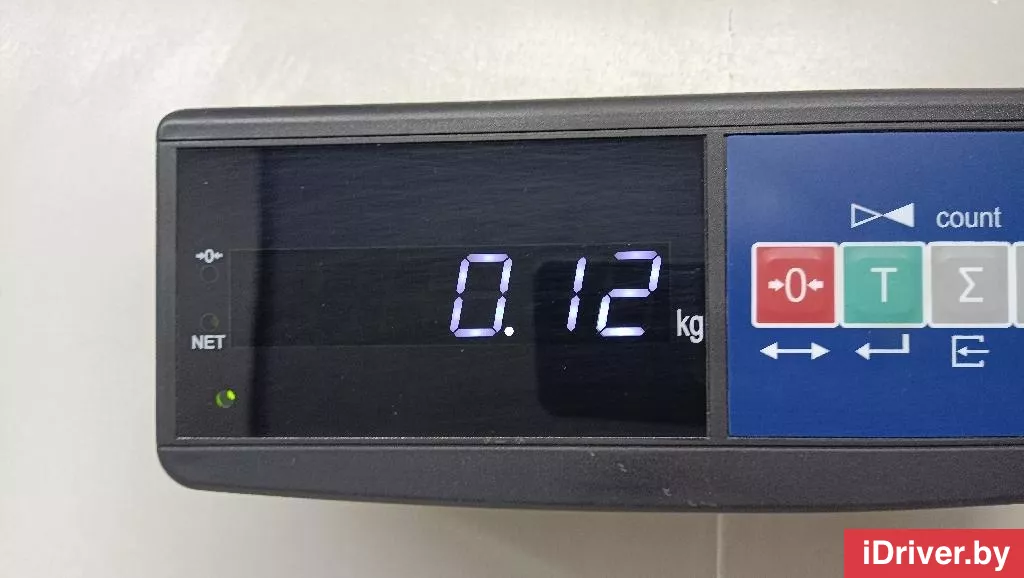 →0←
0.12 kg
NET
count
→0← T Σ
iDriver.by